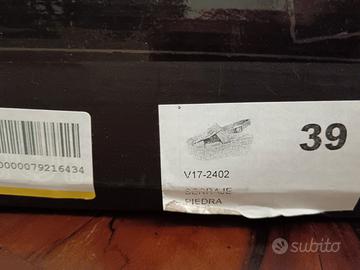 0000079216434
39
V17-2402
SERRAJE
PIEDRA
subito